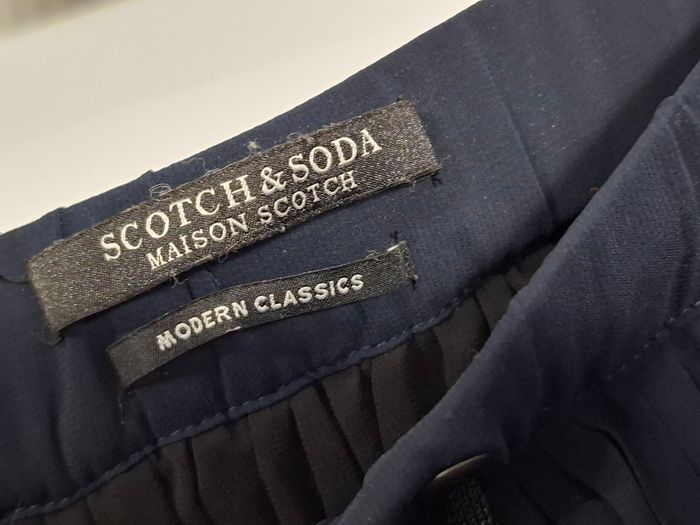 SCOTCH & SODA
MAISON SCOTCH
MODERN CLASSICS